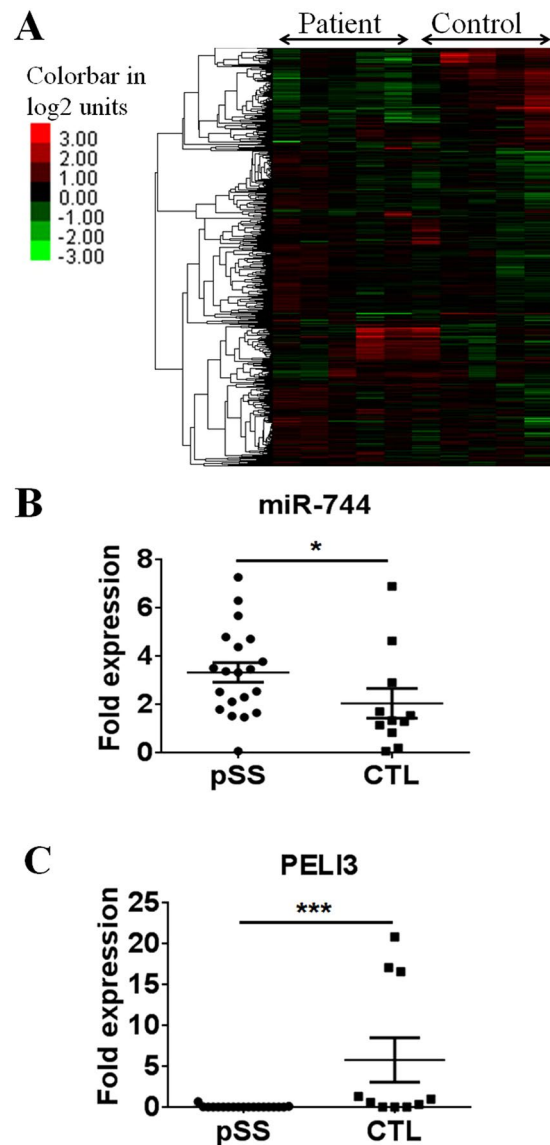 A
Patient Control
Colorbar in
log2 units
3.00
2.00
1.00
0.00
-1.00
-2.00
-3.00
B
miR-744
*
Fold expression
8
6
4
2
0
pSS CTL
C
PELI3
***
Fold expression
25
20
15
10
5
0
pSS CTL